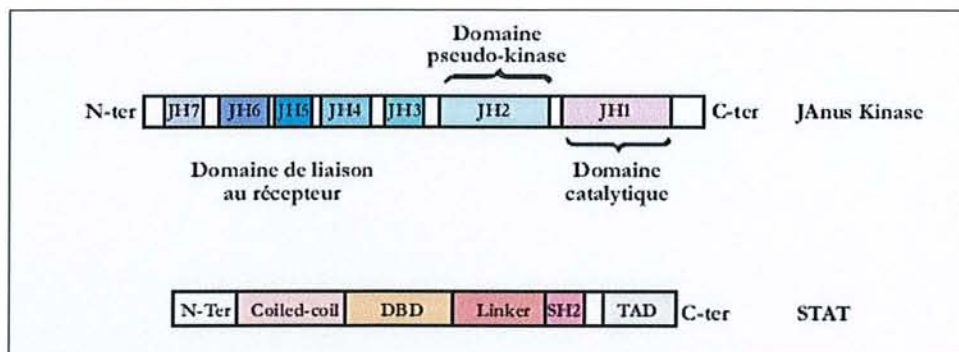 Domaine
pseudo-kinase
N-ter JH7 JH6 JH5 JH4 JH3 JH2 JH1 C-ter JAnus Kinase
Domaine de liaison
au récepteur
Domaine
catalytique
N-Ter Coiled-coil DBD Linker SH2 TAD C-ter STAT